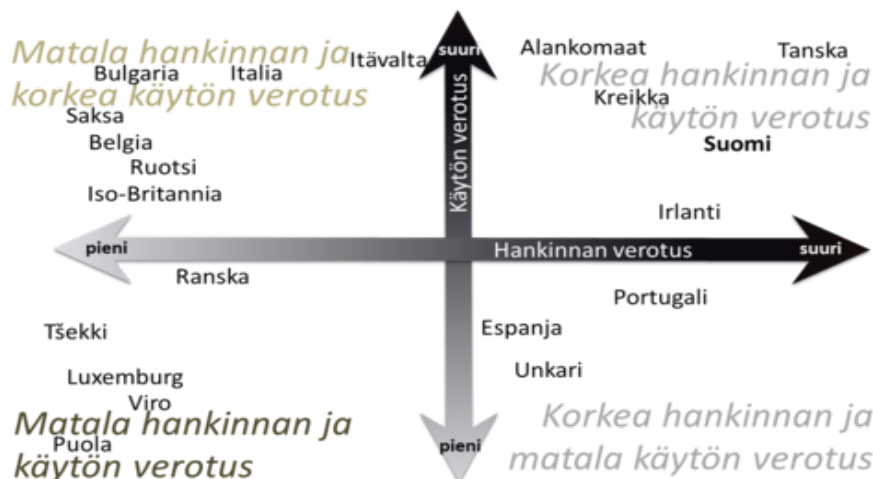 Matala hankinnan ja
korkea käytön verotus
Bulgaria
Italia
Itävalta
Saksa
Belgia
Ruotsi
Iso-Britannia
suuri
Käytön verotus
Alankomaat
Tanska
Korkea hankinnan ja
käytön verotus
Kreikka
Suomi
Irlanti
pieni
Hankinnan verotus
suuri
Ranska
Tšekki
Luxemburg
Viro
Matala hankinnan ja
käytön verotus
Puola
Portugali
Espanja
Unkari
pieni
Korkea hankinnan ja
matala käytön verotus